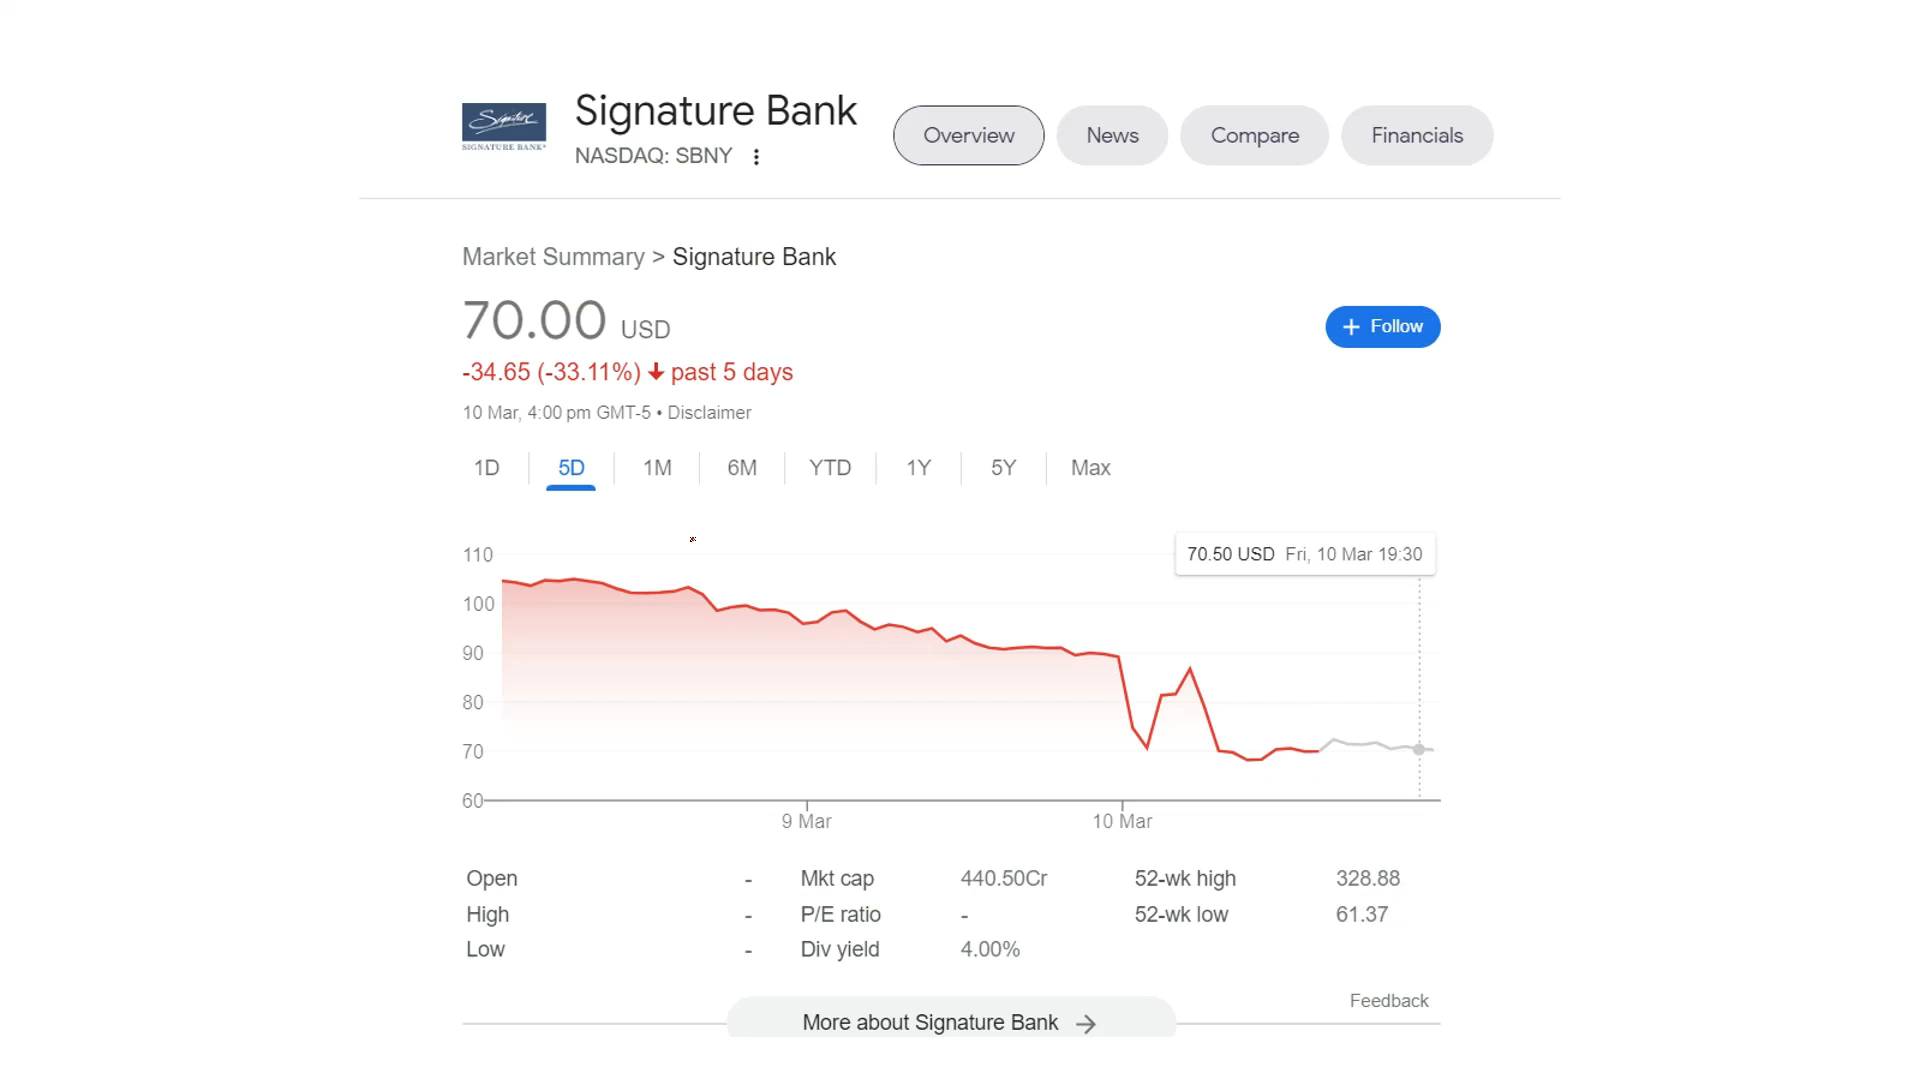 Signature
SIGNATURE BANK
Signature Bank
NASDAQ: SBNY
Overview
News
Compare
Financials
Market Summary > Signature Bank
70.00 USD
+ Follow
-34.65 (-33.11%) ↓ past 5 days
10 Mar, 4:00 pm GMT-5 • Disclaimer
1D
5D
1M
6M
YTD
1Y
5Y
Max
70.50 USD Fri, 10 Mar 19:30
110
100
90
80
70
60
9 Mar
10 Mar
Open - Mkt cap 440.50Cr 52-wk high 328.88
High - P/E ratio - 52-wk low 61.37
Low - Div yield 4.00%
Feedback
More about Signature Bank →